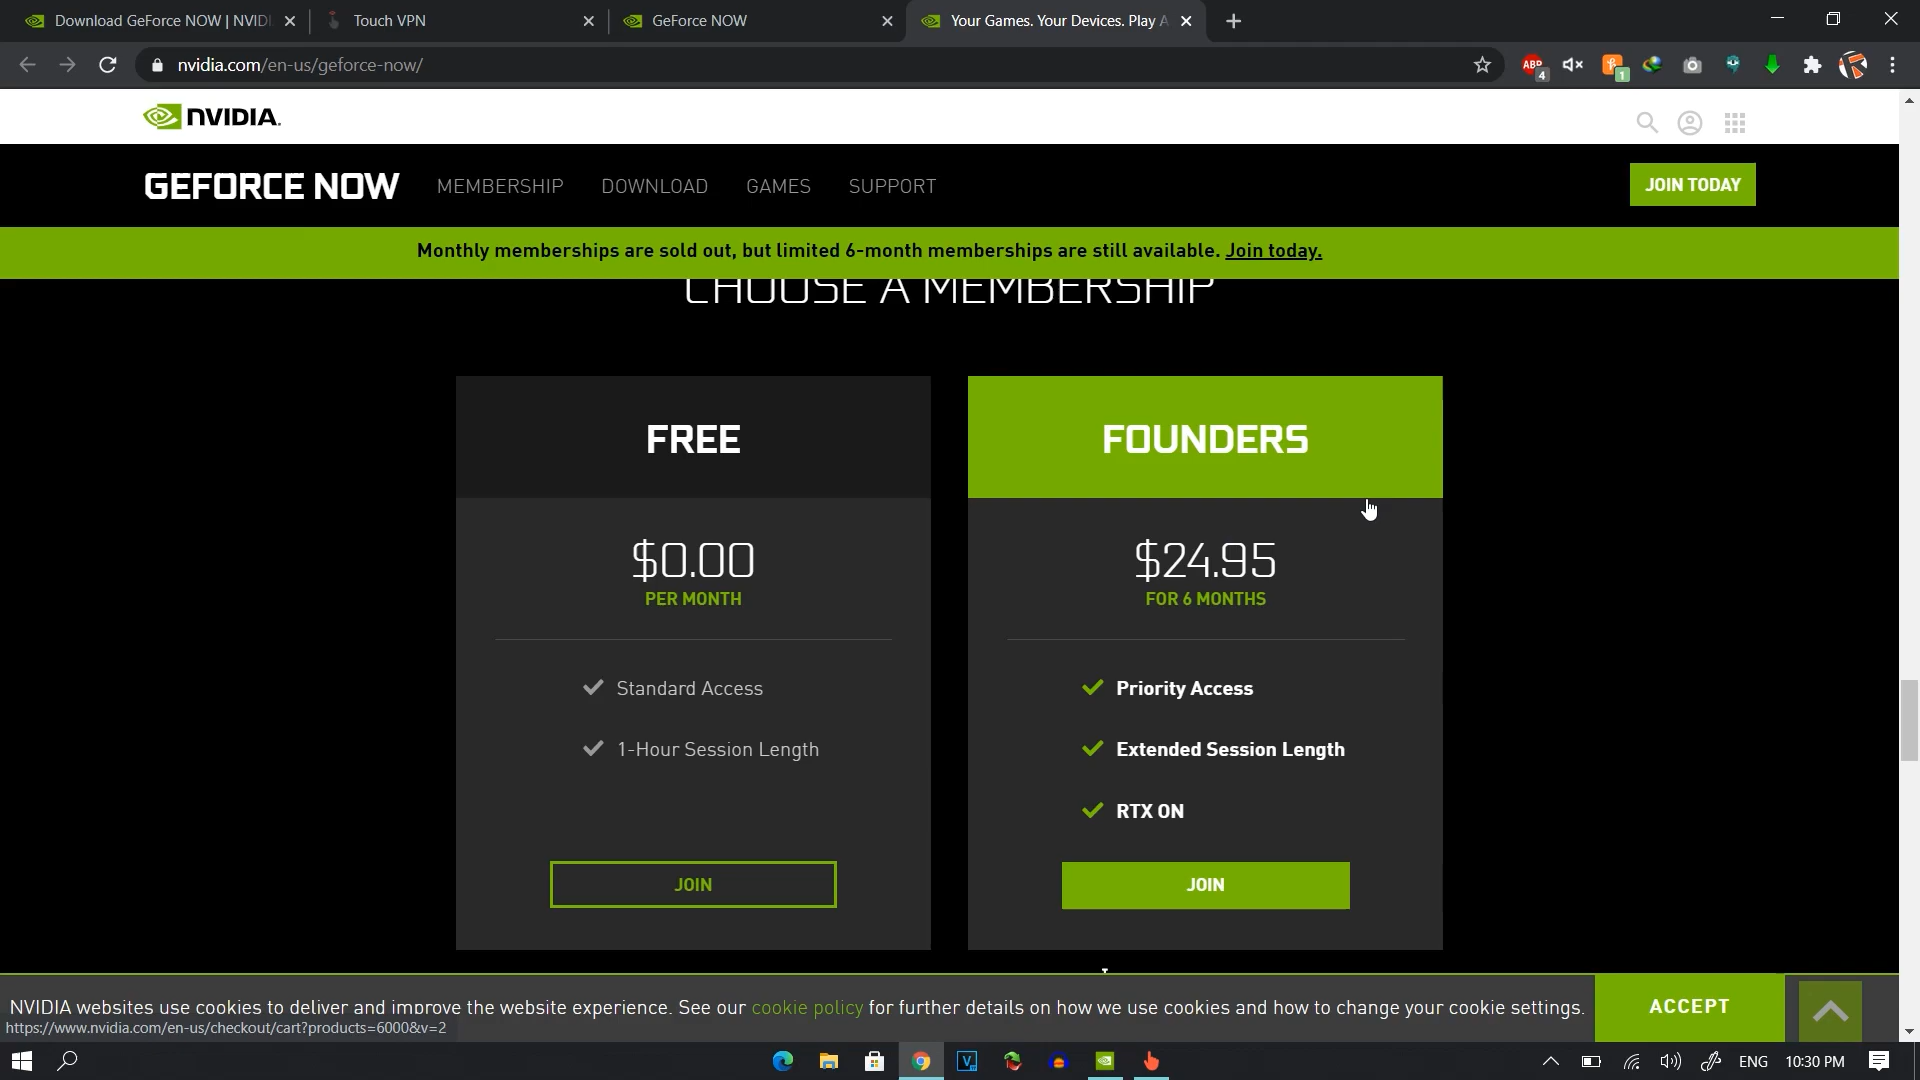 Download GeForce NOW | NVIDI
Touch VPN
GeForce NOW
Your Games. Your Devices. Play A
nvidia.com/en-us/geforce-now/
ABP
4
1
NVIDIA.
GEFORCE NOW
MEMBERSHIP
DOWNLOAD
GAMES
SUPPORT
JOIN TODAY
Monthly memberships are sold out, but limited 6-month memberships are still available. Join today.
CHOOSE A MEMBERSHIP
FREE
$0.00
PER MONTH
Standard Access
1-Hour Session Length
JOIN
FOUNDERS
$24.95
FOR 6 MONTHS
Priority Access
Extended Session Length
RTX ON
JOIN
NVIDIA websites use cookies to deliver and improve the website experience. See our cookie policy for further details on how we use cookies and how to change your cookie settings.
ACCEPT
https://www.nvidia.com/en-us/checkout/cart?products=6000&v=2
V
ENG
10:30 PM